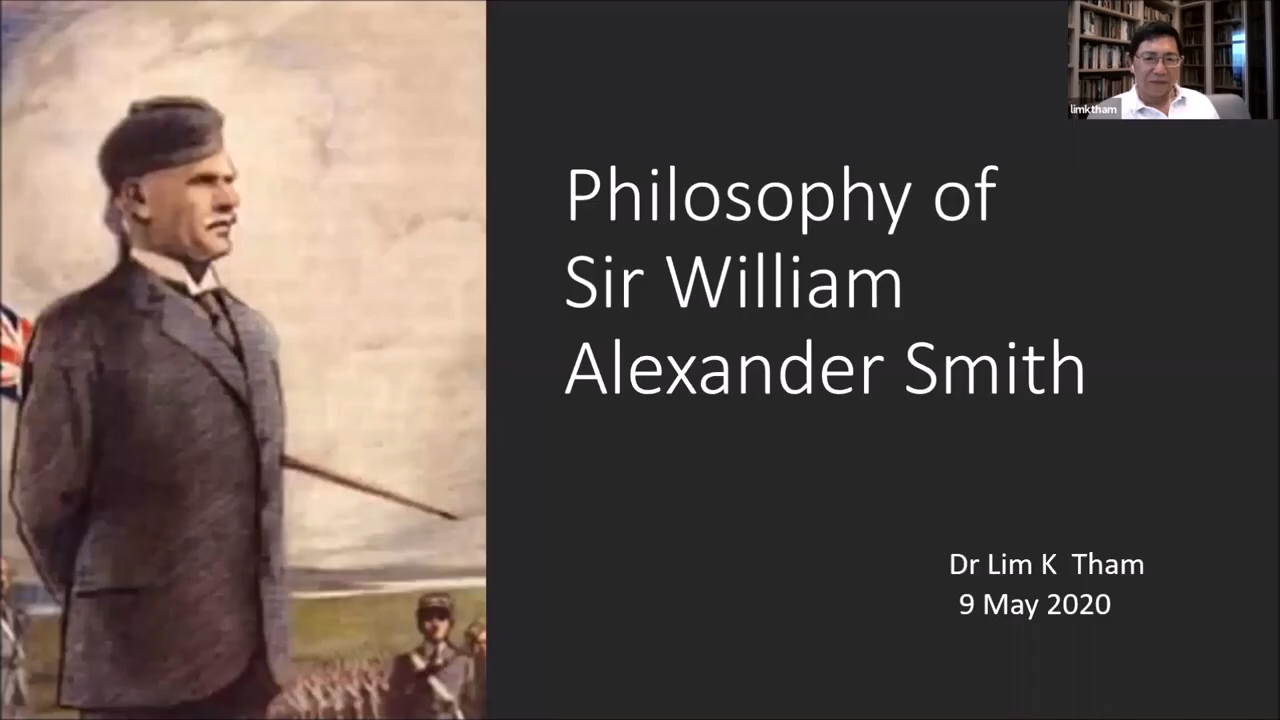 limktham
Philosophy of
Sir William
Alexander Smith
Dr Lim K Tham
9 May 2020